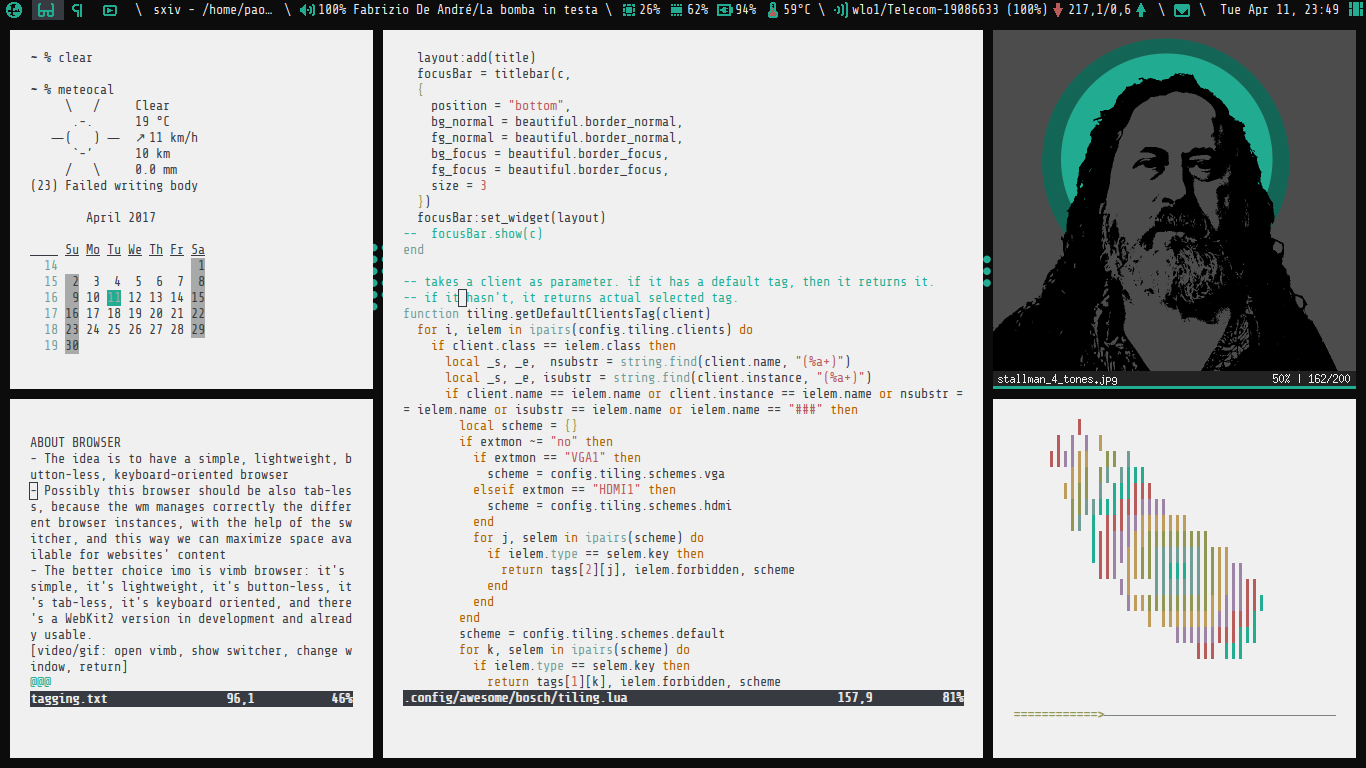 \ sxiv - /home/pao… \ 100% Fabrizio De André/La bomba in testa \ 26% 62% 94% 59°C \ wlo1/Telecom-19086633 (100%) 217,1/0,6 \ \ Tue Apr 11, 23:49
~ % clear
~ % meteocal
\ / Clear
.-. 19 °C
― ( ) ― ↗ 11 km/h
`-' 10 km
/ \ 0.0 mm
(23) Failed writing body
April 2017
Su Mo Tu We Th Fr Sa
14 1
15 2 3 4 5 6 7 8
16 9 10 11 12 13 14 15
17 16 17 18 19 20 21 22
18 23 24 25 26 27 28 29
19 30
ABOUT BROWSER
- The idea is to have a simple, lightweight, b
utton-less, keyboard-oriented browser
- Possibly this browser should be also tab-les
s, because the wm manages correctly the differ
ent browser instances, with the help of the sw
itcher, and this way we can maximize space ava
ilable for websites' content
- The better choice imo is vimb browser: it's
simple, it's lightweight, it's button-less, it
's tab-less, it's keyboard oriented, and there
's a WebKit2 version in development and alread
y usable.
[video/gif: open vimb, show switcher, change w
indow, return]
@@@
tagging.txt 96,1 46%
layout:add(title)
focusBar = titlebar(c,
{
position = "bottom",
bg_normal = beautiful.border_normal,
fg_normal = beautiful.border_normal,
bg_focus = beautiful.border_focus,
fg_focus = beautiful.border_focus,
size = 3
})
focusBar:set_widget(layout)
-- focusBar.show(c)
end
-- takes a client as parameter. if it has a default tag, then it returns it.
-- if it hasn't, it returns actual selected tag.
function tiling.getDefaultClientsTag(client)
for i, ielem in ipairs(config.tiling.clients) do
if client.class == ielem.class then
local _s, _e, nsubstr = string.find(client.name, "(%a+)")
local _s, _e, isubstr = string.find(client.instance, "(%a+)")
if client.name == ielem.name or client.instance == ielem.name or nsubstr =
= ielem.name or isubstr == ielem.name or ielem.name == "###" then
local scheme = {}
if extmon ~= "no" then
if extmon == "VGA1" then
scheme = config.tiling.schemes.vga
elseif extmon == "HDMI1" then
scheme = config.tiling.schemes.hdmi
end
for j, selem in ipairs(scheme) do
if ielem.type == selem.key then
return tags[2][j], ielem.forbidden, scheme
end
end
end
scheme = config.tiling.schemes.default
for k, selem in ipairs(scheme) do
if ielem.type == selem.key then
return tags[1][k], ielem.forbidden, scheme
.config/awesome/bosch/tiling.lua 157,9 81%
stallman_4_tones.jpg 50% | 162/200
============>